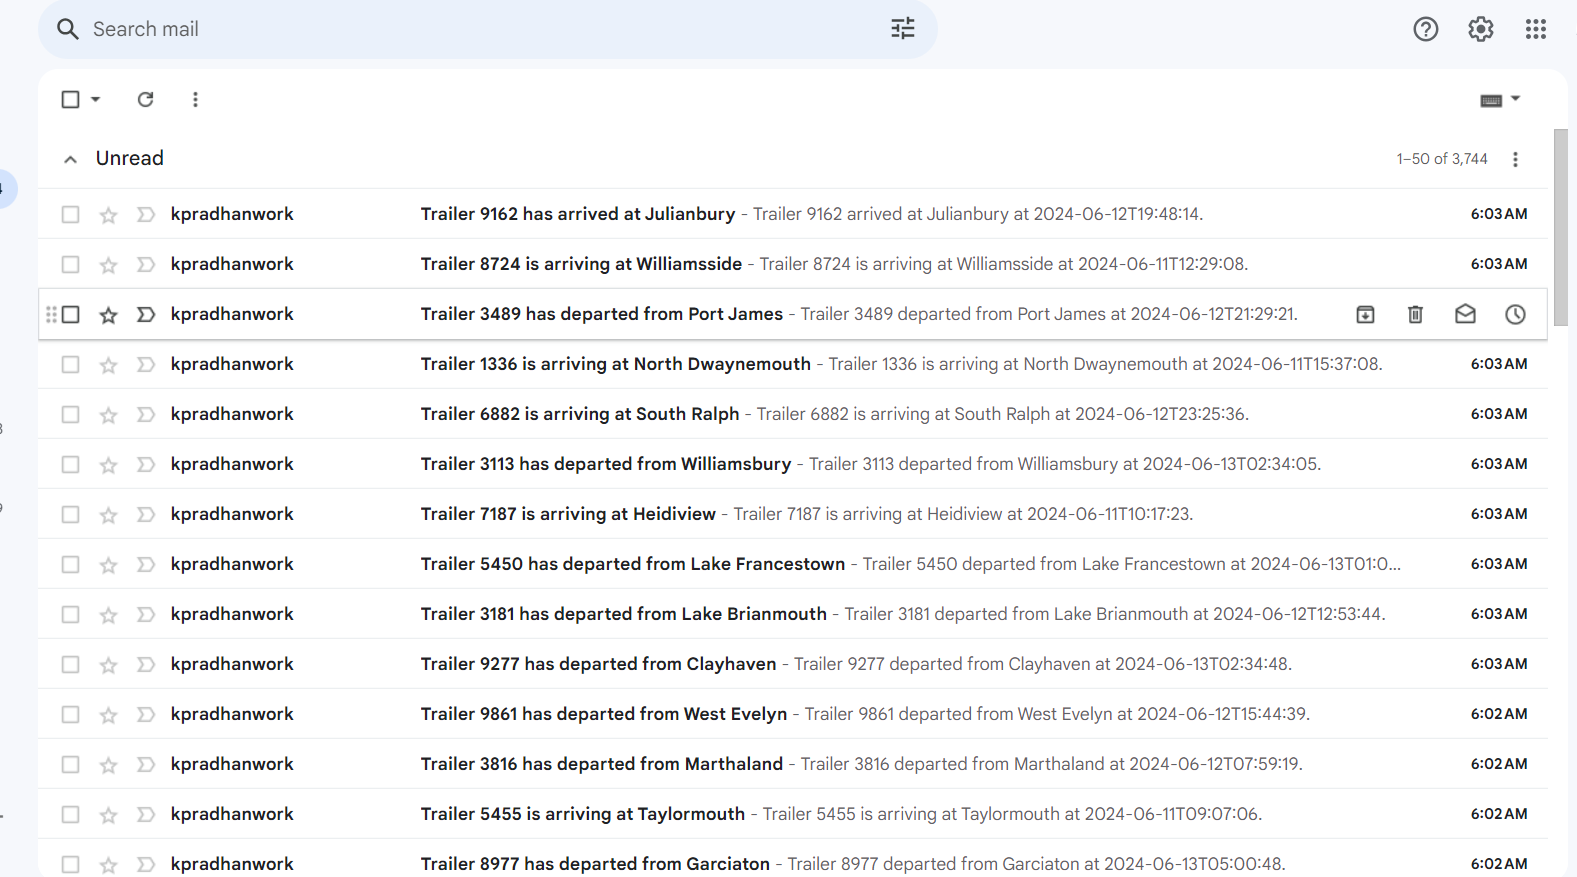 Search mail
Unread
1–50 of 3,744
4
kpradhanwork Trailer 9162 has arrived at Julianbury - Trailer 9162 arrived at Julianbury at 2024-06-12T19:48:14. 6:03 AM
kpradhanwork Trailer 8724 is arriving at Williamsside - Trailer 8724 is arriving at Williamsside at 2024-06-11T12:29:08. 6:03 AM
kpradhanwork Trailer 3489 has departed from Port James - Trailer 3489 departed from Port James at 2024-06-12T21:29:21.
kpradhanwork Trailer 1336 is arriving at North Dwaynemouth - Trailer 1336 is arriving at North Dwaynemouth at 2024-06-11T15:37:08. 6:03 AM
kpradhanwork Trailer 6882 is arriving at South Ralph - Trailer 6882 is arriving at South Ralph at 2024-06-12T23:25:36. 6:03 AM
kpradhanwork Trailer 3113 has departed from Williamsbury - Trailer 3113 departed from Williamsbury at 2024-06-13T02:34:05. 6:03 AM
kpradhanwork Trailer 7187 is arriving at Heidiview - Trailer 7187 is arriving at Heidiview at 2024-06-11T10:17:23. 6:03 AM
kpradhanwork Trailer 5450 has departed from Lake Francestown - Trailer 5450 departed from Lake Francestown at 2024-06-13T01:0... 6:03 AM
kpradhanwork Trailer 3181 has departed from Lake Brianmouth - Trailer 3181 departed from Lake Brianmouth at 2024-06-12T12:53:44. 6:03 AM
kpradhanwork Trailer 9277 has departed from Clayhaven - Trailer 9277 departed from Clayhaven at 2024-06-13T02:34:48. 6:03 AM
kpradhanwork Trailer 9861 has departed from West Evelyn - Trailer 9861 departed from West Evelyn at 2024-06-12T15:44:39. 6:02 AM
kpradhanwork Trailer 3816 has departed from Marthaland - Trailer 3816 departed from Marthaland at 2024-06-12T07:59:19. 6:02 AM
kpradhanwork Trailer 5455 is arriving at Taylormouth - Trailer 5455 is arriving at Taylormouth at 2024-06-11T09:07:06. 6:02 AM
kpradhanwork Trailer 8977 has departed from Garciaton - Trailer 8977 departed from Garciaton at 2024-06-13T05:00:48. 6:02 AM